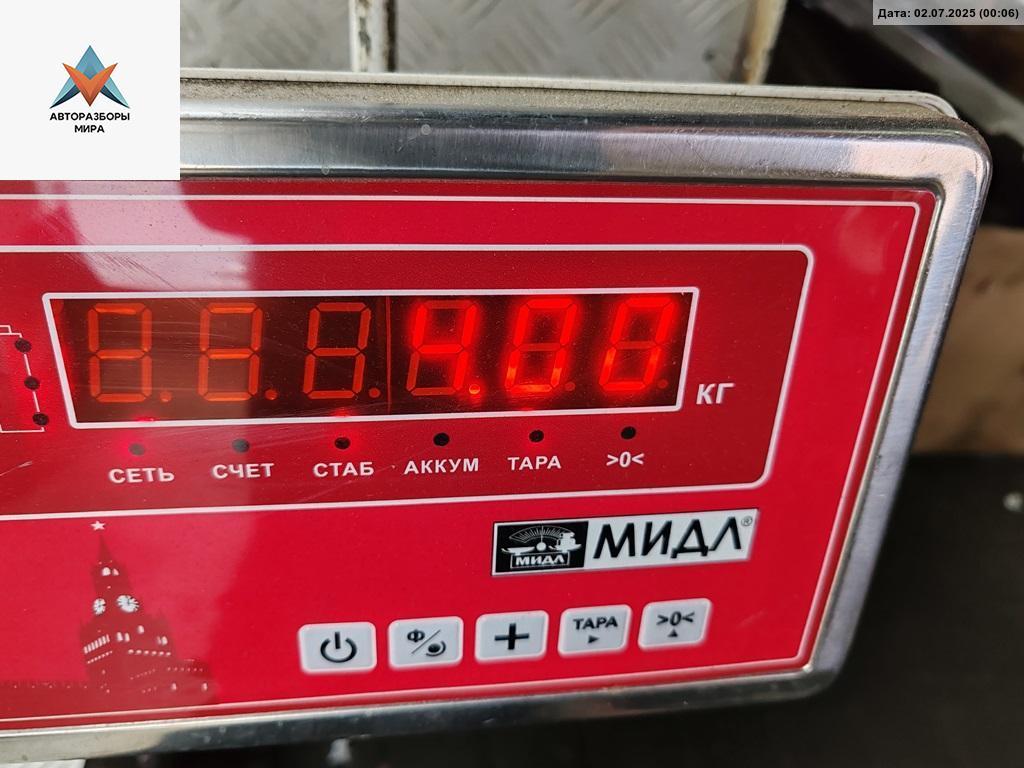 Дата: 02.07.2025 (00:06)
АВТОРАЗБОРЫ
МИРА
4.00
КГ
СЕТЬ СЧЕТ СТАБ АККУМ ТАРА >0<
МИДЛ МИДЛ®
Ф ТАРА >0<